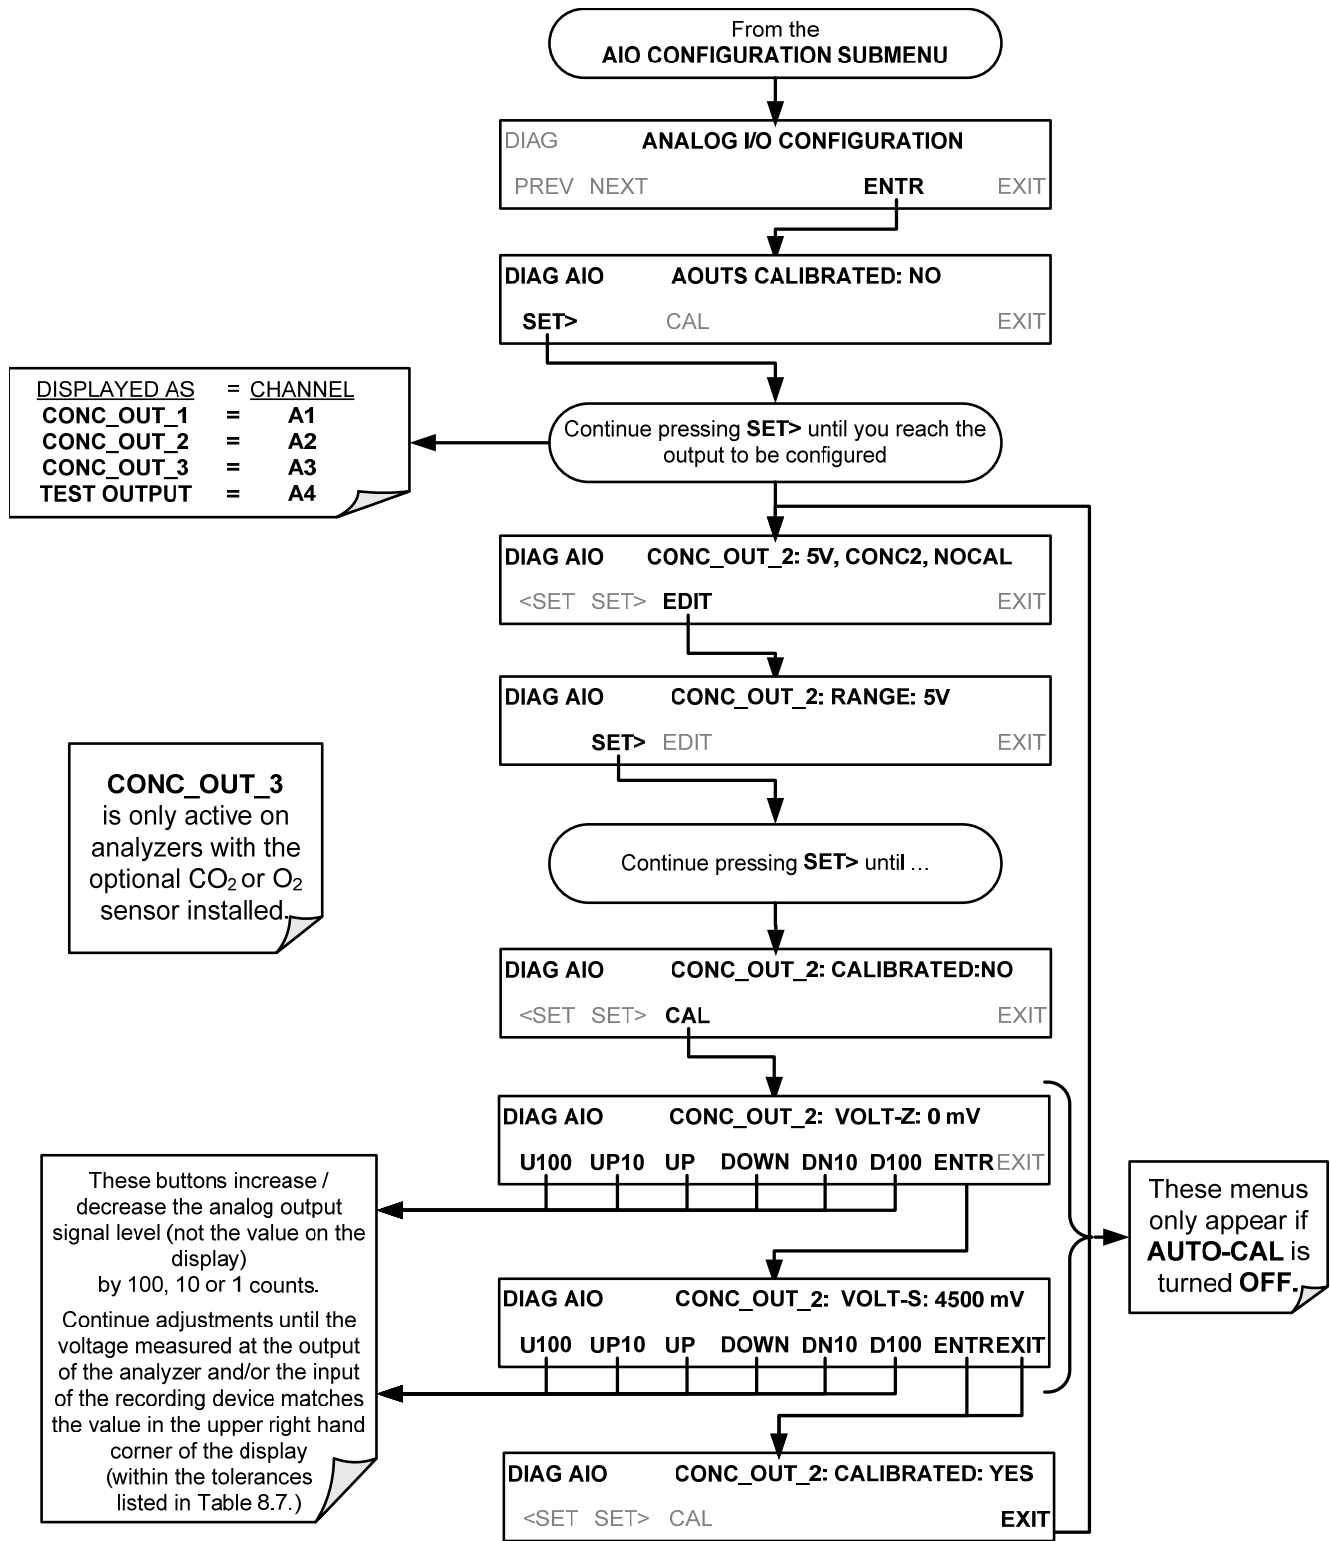 From the
AIO CONFIGURATION SUBMENU
DIAG ANALOG I/O CONFIGURATION
PREV NEXT ENTR EXIT
DIAG AIO AOUTS CALIBRATED: NO
SET> CAL EXIT
DISPLAYED AS = CHANNEL
CONC_OUT_1 = A1
CONC_OUT_2 = A2
CONC_OUT_3 = A3
TEST OUTPUT = A4
Continue pressing SET> until you reach the
output to be configured
DIAG AIO CONC_OUT_2: 5V, CONC2, NOCAL
<SET SET> EDIT EXIT
DIAG AIO CONC_OUT_2: RANGE: 5V
SET> EDIT EXIT
CONC_OUT_3
is only active on
analyzers with the
optional CO2 or O2
sensor installed.
Continue pressing SET> until ...
DIAG AIO CONC_OUT_2: CALIBRATED:NO
<SET SET> CAL EXIT
DIAG AIO CONC_OUT_2: VOLT-Z: 0 mV
U100 UP10 UP DOWN DN10 D100 ENTR EXIT
These buttons increase /
decrease the analog output
signal level (not the value on the
display)
by 100, 10 or 1 counts.
Continue adjustments until the
voltage measured at the output
of the analyzer and/or the input
of the recording device matches
the value in the upper right hand
corner of the display
(within the tolerances
listed in Table 8.7.)
These menus
only appear if
AUTO-CAL is
turned OFF.
DIAG AIO CONC_OUT_2: VOLT-S: 4500 mV
U100 UP10 UP DOWN DN10 D100 ENTR EXIT
DIAG AIO CONC_OUT_2: CALIBRATED: YES
<SET SET> CAL EXIT